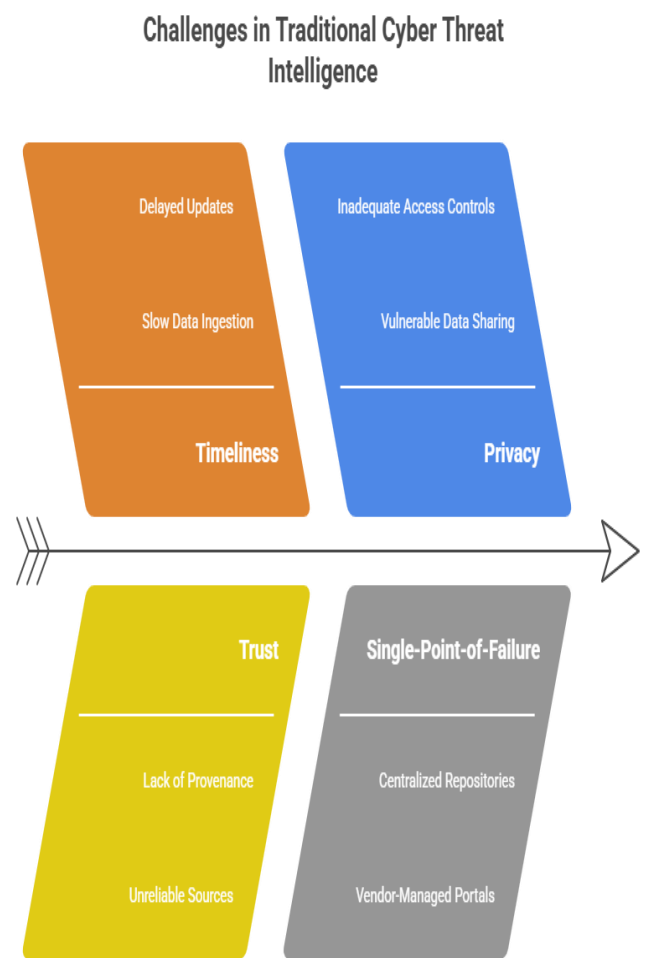 Challenges in Traditional Cyber Threat
Intelligence
Delayed Updates
Slow Data Ingestion
Timeliness
Inadequate Access Controls
Vulnerable Data Sharing
Privacy
Trust
Lack of Provenance
Unreliable Sources
Single-Point-of-Failure
Centralized Repositories
Vendor-Managed Portals